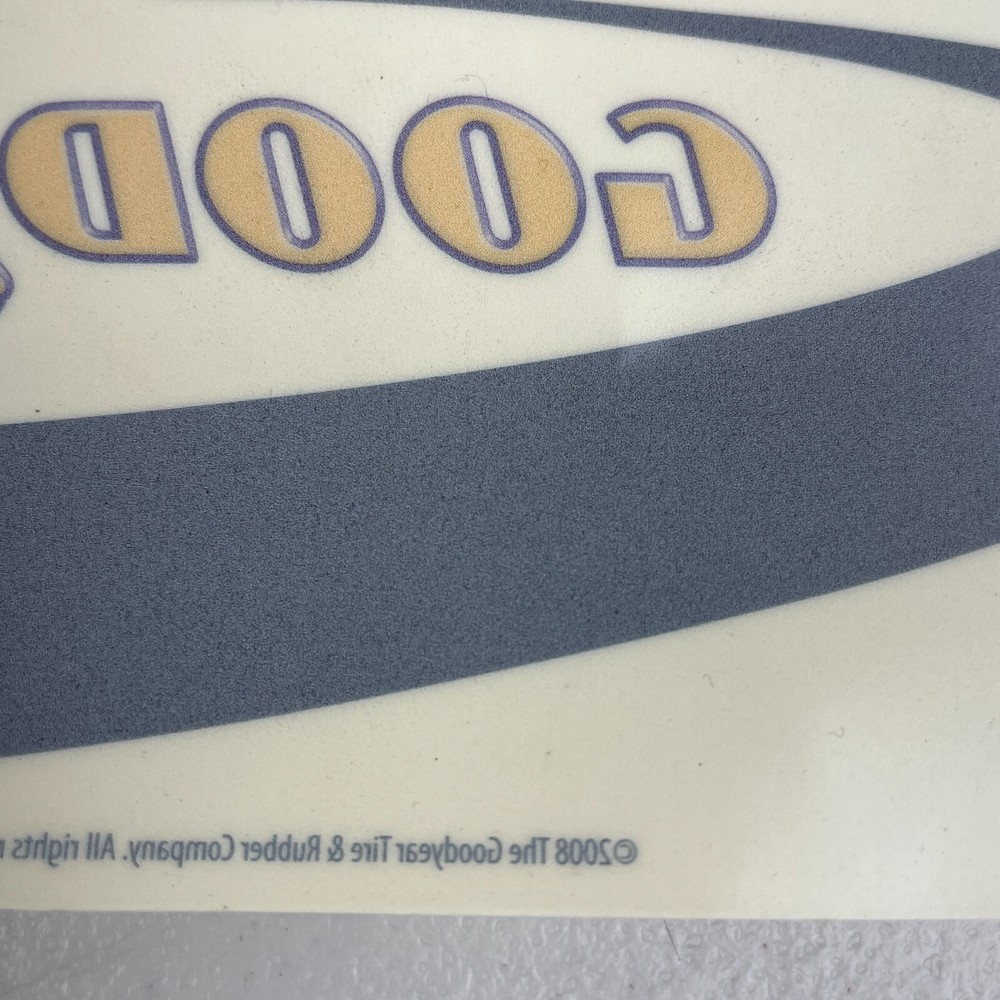 GOOD
©2008 The Goodyear Tire & Rubber Company. All rights